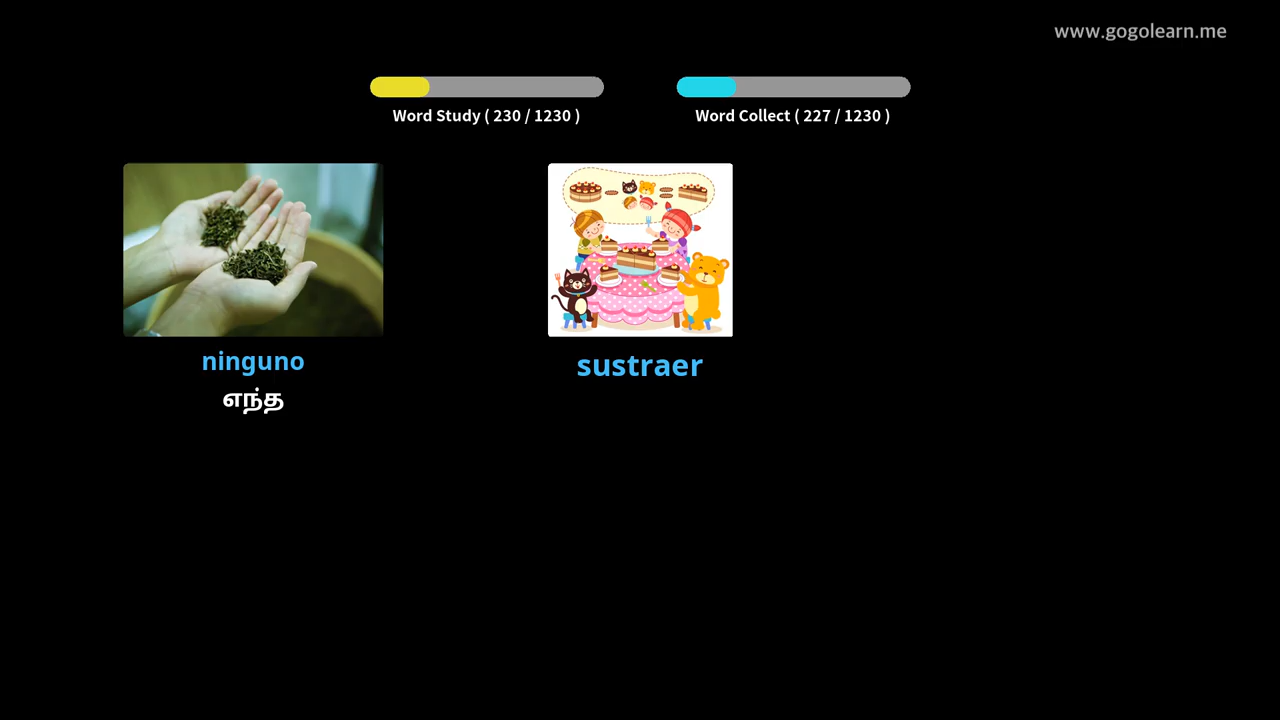 www.gogolearn.me
Word Study ( 230 / 1230 )
Word Collect ( 227 / 1230 )
ninguno
எந்த
sustraer